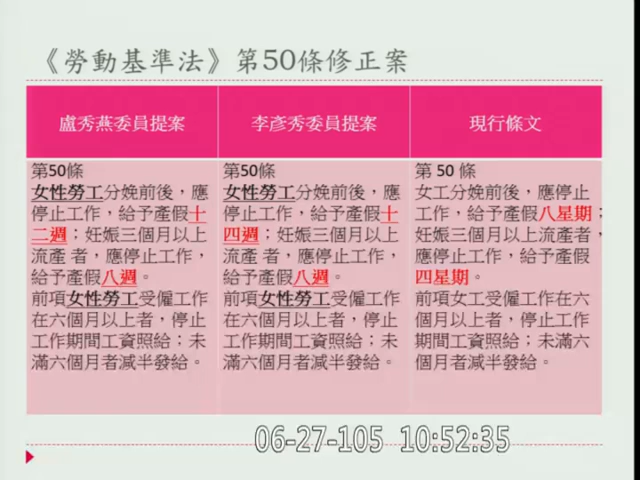 《勞動基準法》第50條修正案
盧秀燕委員提案
李彥秀委員提案
現行條文
第50條
女性勞工分娩前後，應
停止工作，給予產假十
二週；妊娠三個月以上
流產者，應停止工作，
給予產假八週。
前項女性勞工受僱工作
在六個月以上者，停止
工作期間工資照給；未
滿六個月者減半發給。
第50條
女性勞工分娩前後，應
停止工作，給予產假十
四週；妊娠三個月以上
流產者，應停止工作，
給予產假八週。
前項女性勞工受僱工作
在六個月以上者，停止
工作期間工資照給；未
滿六個月者減半發給。
第 50 條
女工分娩前後，應停止
工作，給予產假八星期；
妊娠三個月以上流產者，
應停止工作，給予產假
四星期。
前項女工受僱工作在六
個月以上者，停止工作
期間工資照給；未滿六
個月者減半發給。
06-27-105 10:52:35